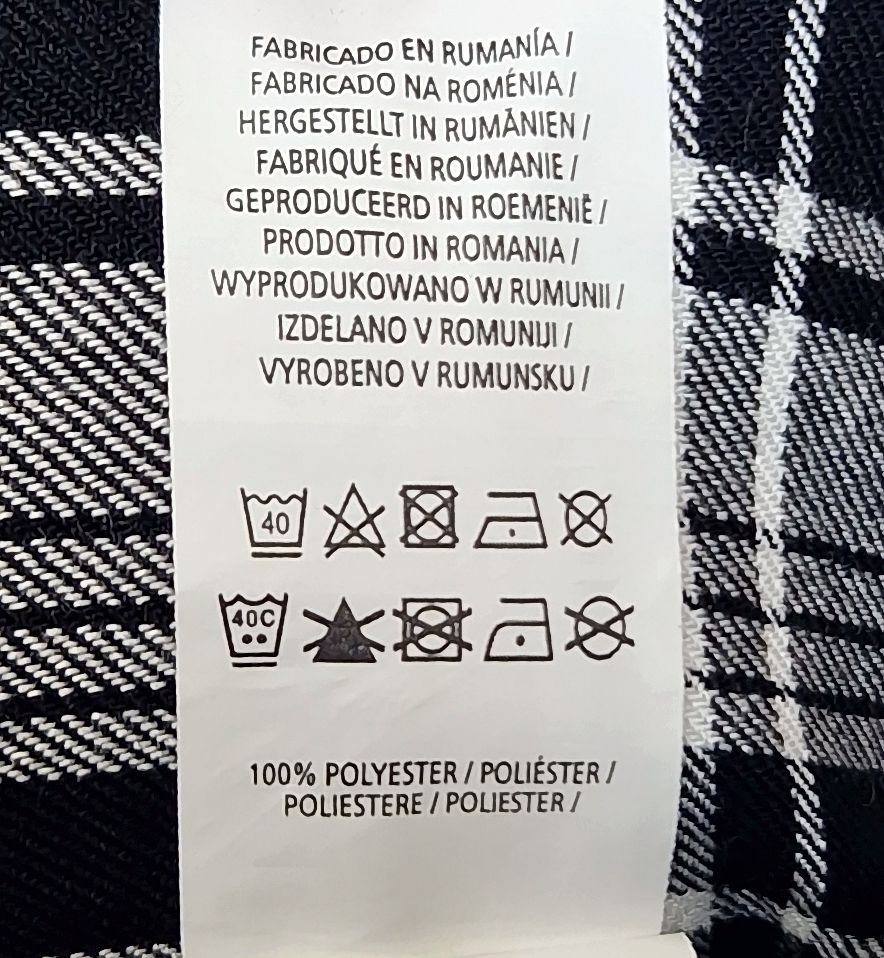 FABRICADO EN RUMANÍA /
FABRICADO NA ROMÉNIA /
HERGESTELLT IN RUMÄNIEN /
FABRIQUÉ EN ROUMANIE /
GEPRODUCEERD IN ROEMENIË /
PRODOTTO IN ROMANIA /
WYPRODUKOWANO W RUMUNII /
IZDELANO V ROMUNIJI /
VYROBENO V RUMUNSKU /
40
40C
100% POLYESTER / POLIÉSTER /
POLIESTERE / POLIESTER /